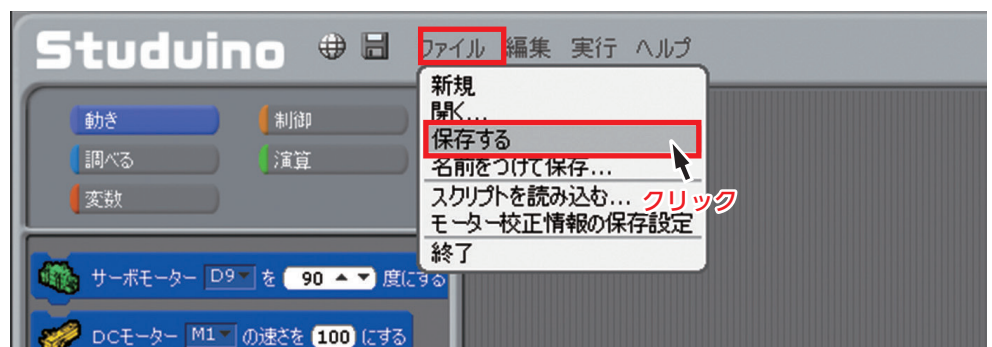 Studuino ファイル 編集 実行 ヘルプ
新規
開く...
保存する
名前をつけて保存...
スクリプトを読み込む...
モーター校正情報の保存設定
終了
クリック
動き 制御
調べる 演算
変数
サーボモーター D9 を 90 度にする
DCモーター M1 の速さを 100 にする